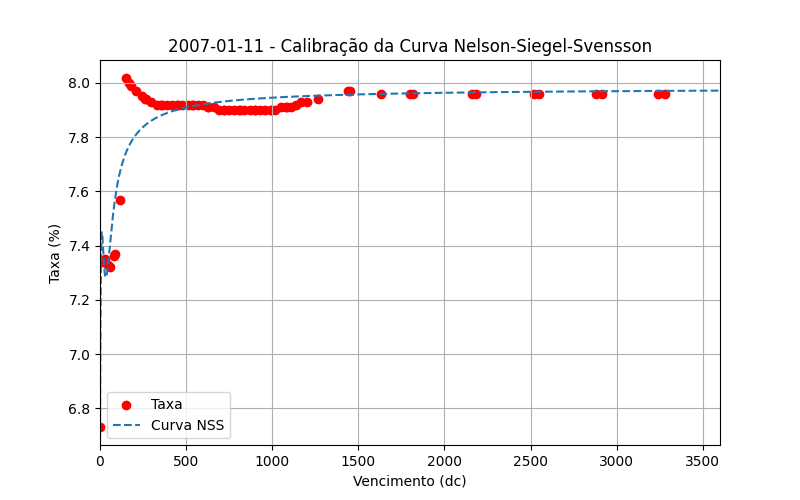 2007-01-11 - Calibração da Curva Nelson-Siegel-Svensson
Taxa (%)
8.0
7.8
7.6
7.4
7.2
7.0
6.8
Taxa
Curva NSS
0 500 1000 1500 2000 2500 3000 3500
Vencimento (dc)